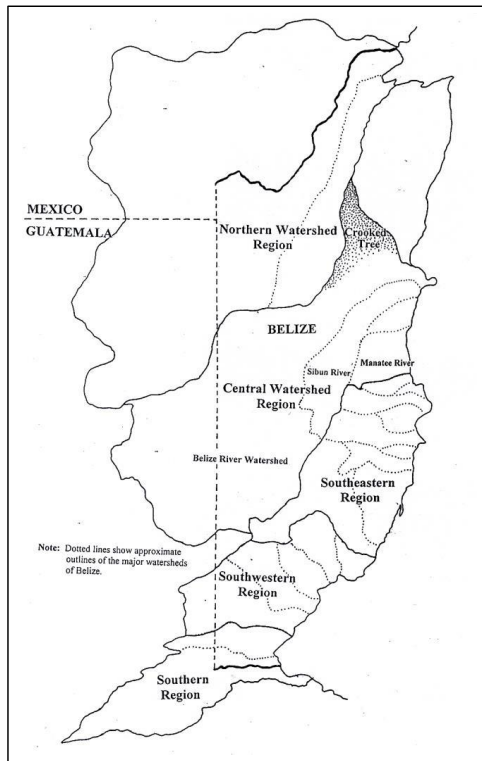 MEXICO
GUATEMALA
Northern Watershed
Region
Crooked
Tree
BELIZE
Sibun River
Manatee River
Central Watershed
Region
Belize River Watershed
Southeastern
Region
Note: Dotted lines show approximate
outlines of the major watersheds
of Belize.
Southwestern
Region
Southern
Region